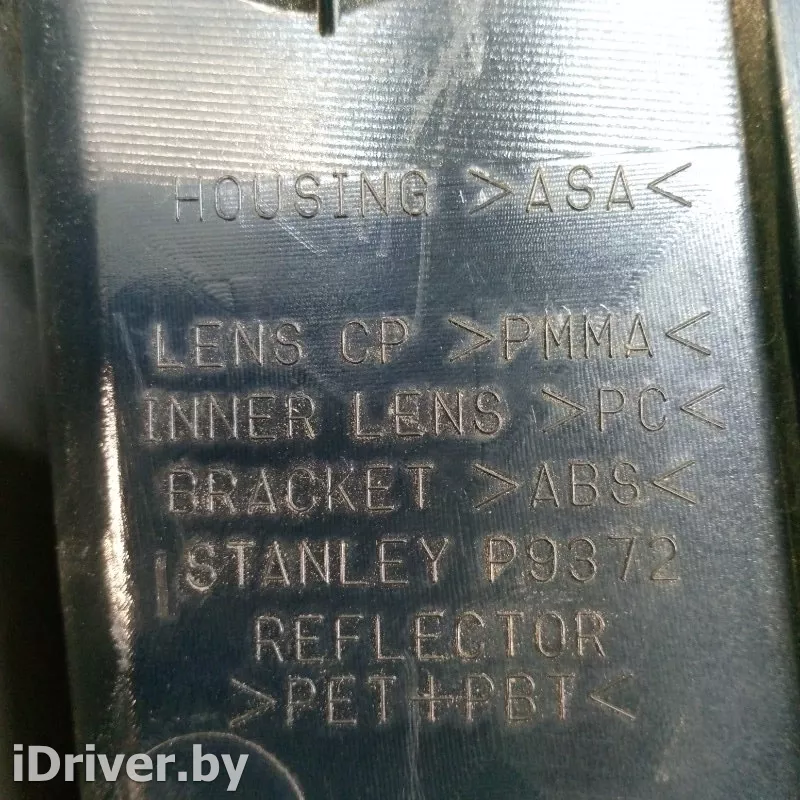 HOUSING >ASA<
LENS CP >PMMA<
INNER LENS >PC<
BRACKET >ABS<
STANLEY P9372
REFLECTOR
>PET+PBT<
iDriver.by